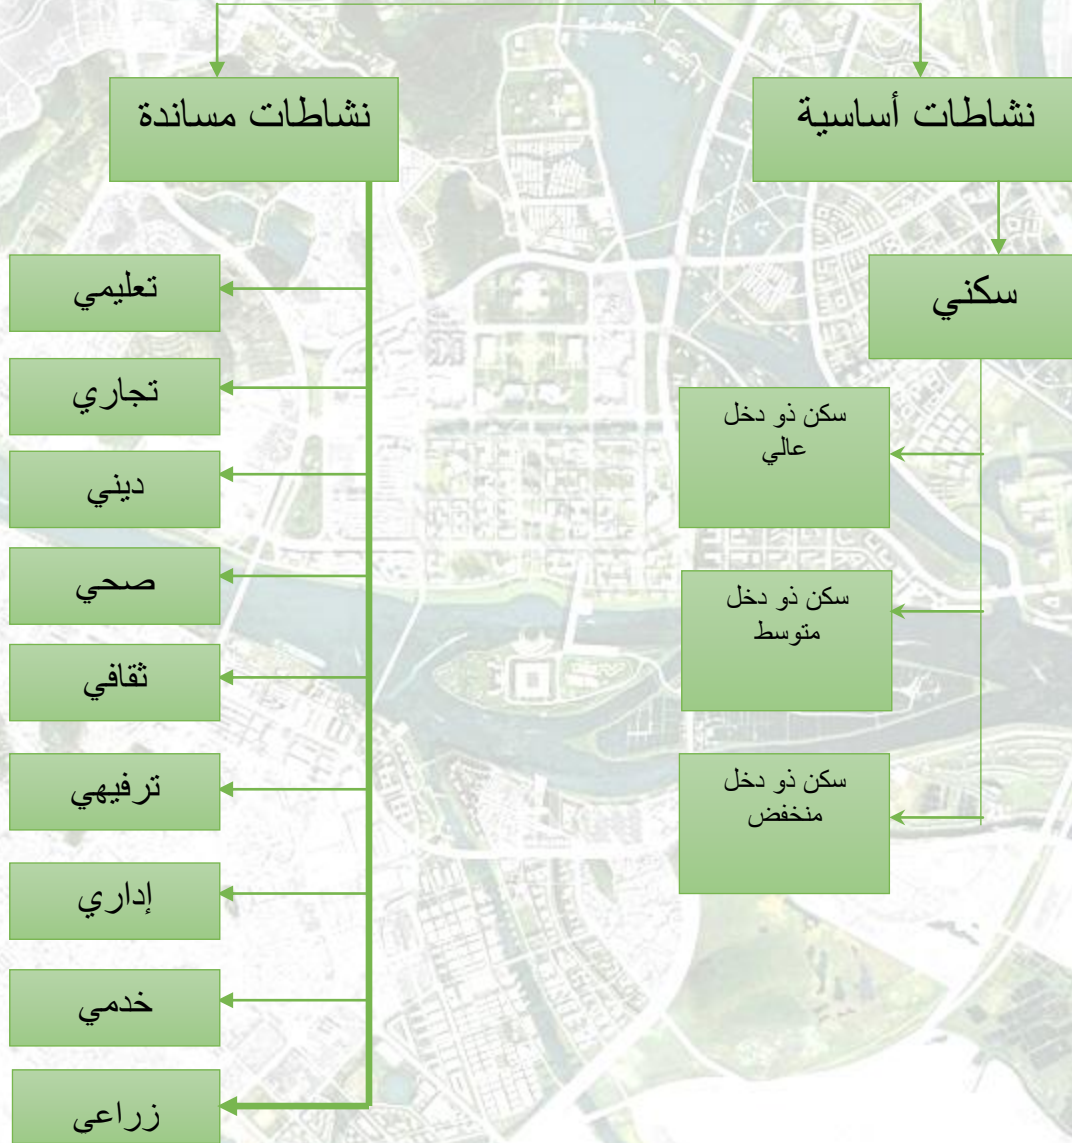 نشاطات أساسية
نشاطات مساندة
سكني
سكن ذو دخل
عالي
سكن ذو دخل
متوسط
سكن ذو دخل
منخفض
تعليمي
تجاري
ديني
صحي
ثقافي
ترفيهي
إداري
خدمي
زراعي